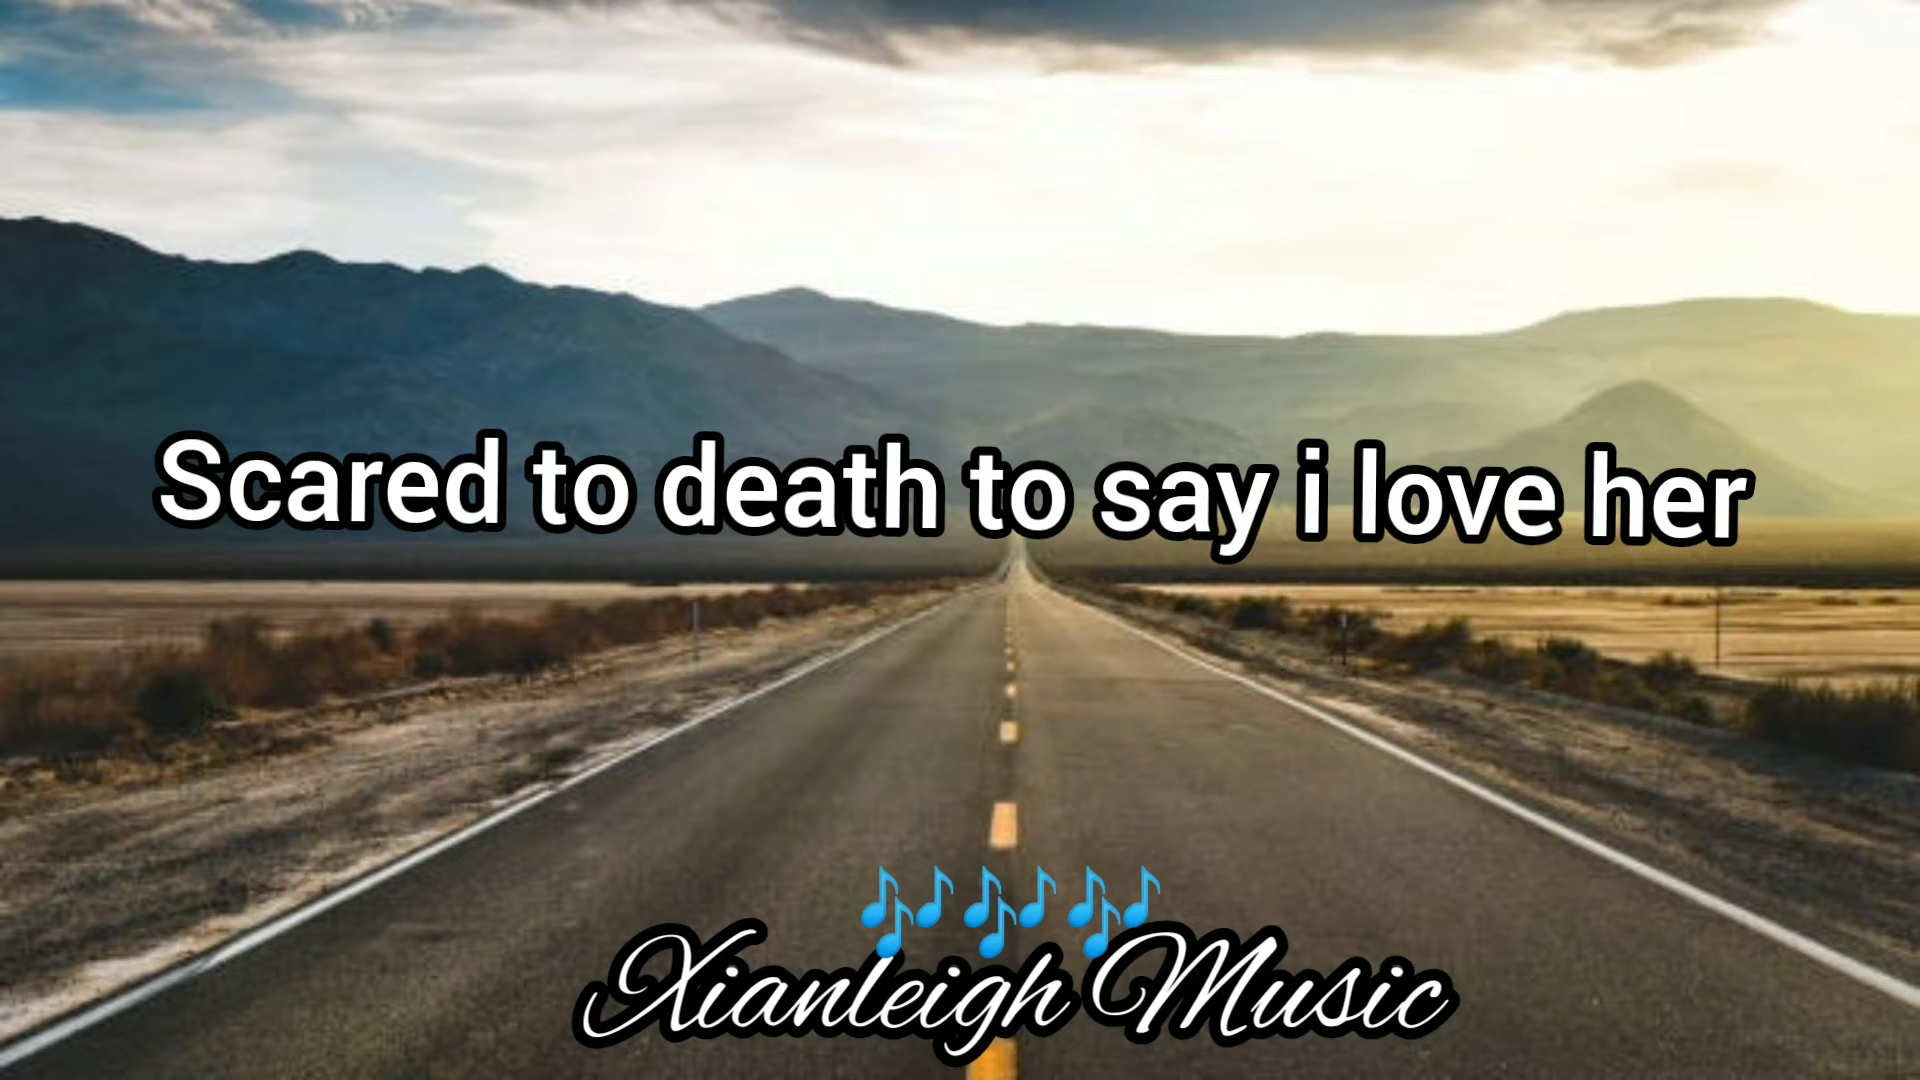 Scared to death to say i love her
🎶🎶🎶
Xianleigh Music